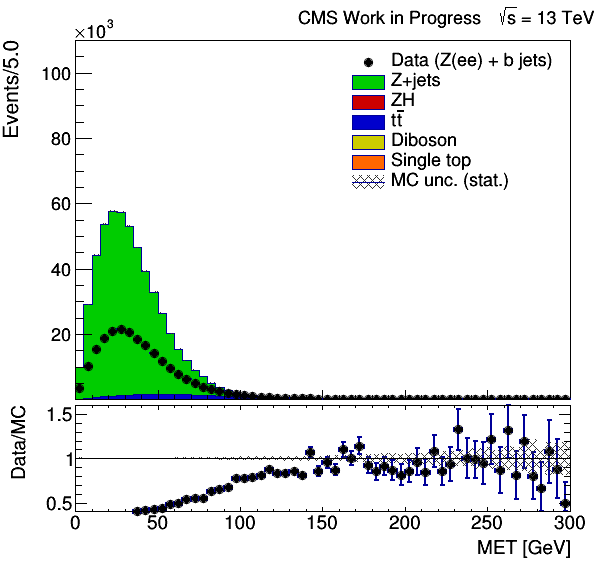 CMS Work in Progress √s = 13 TeV
×10³
Events/5.0
100
80
60
40
20
Data (Z(ee) + b jets)
Z+jets
ZH
tt̅
Diboson
Single top
MC unc. (stat.)
Data/MC
1.5
1
0.5
0 50 100 150 200 250 300
MET [GeV]